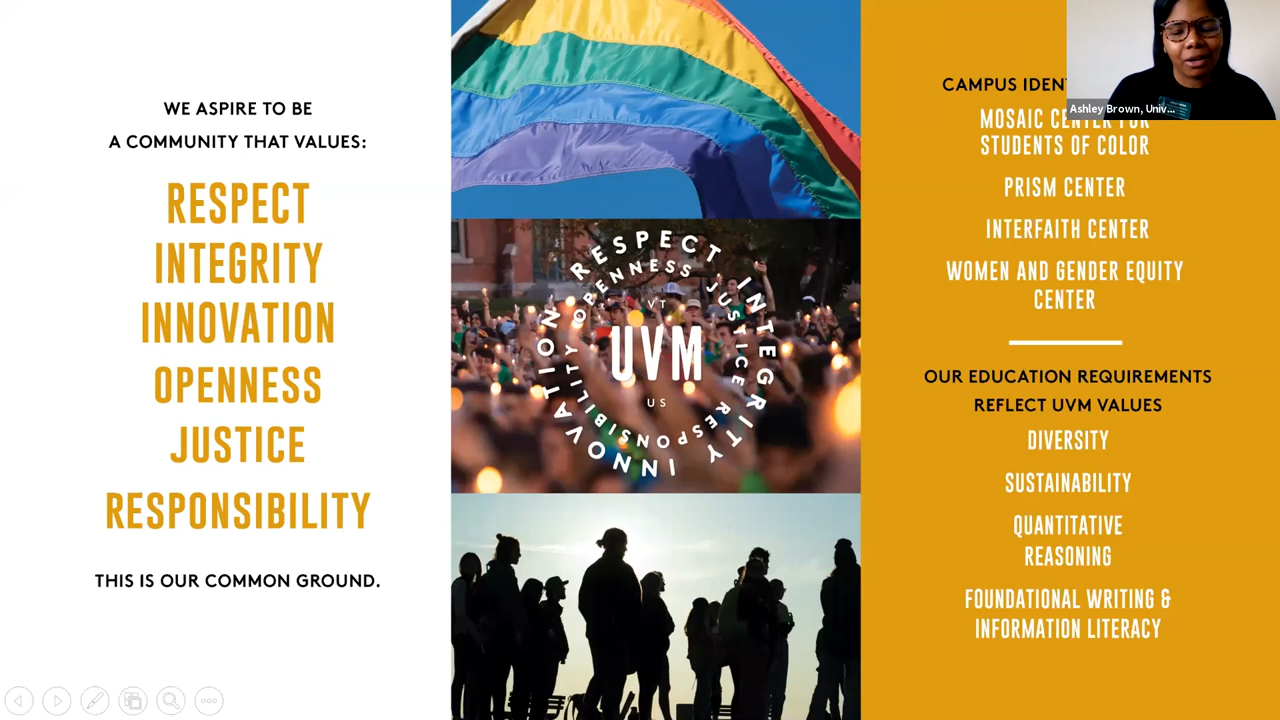 WE ASPIRE TO BE
A COMMUNITY THAT VALUES:
RESPECT
INTEGRITY
INNOVATION
OPENNESS
JUSTICE
RESPONSIBILITY
THIS IS OUR COMMON GROUND.
RESPECT INTEGRITY INNOVATION
OPENNESS JUSTICE RESPONSIBILITY
VT
UVM
US
CAMPUS
Ashley Brown, Univ...
MOSAIC CENTER FOR
STUDENTS OF COLOR
PRISM CENTER
INTERFAITH CENTER
WOMEN AND GENDER EQUITY
CENTER
OUR EDUCATION REQUIREMENTS
REFLECT UVM VALUES
DIVERSITY
SUSTAINABILITY
QUANTITATIVE
REASONING
FOUNDATIONAL WRITING &
INFORMATION LITERACY